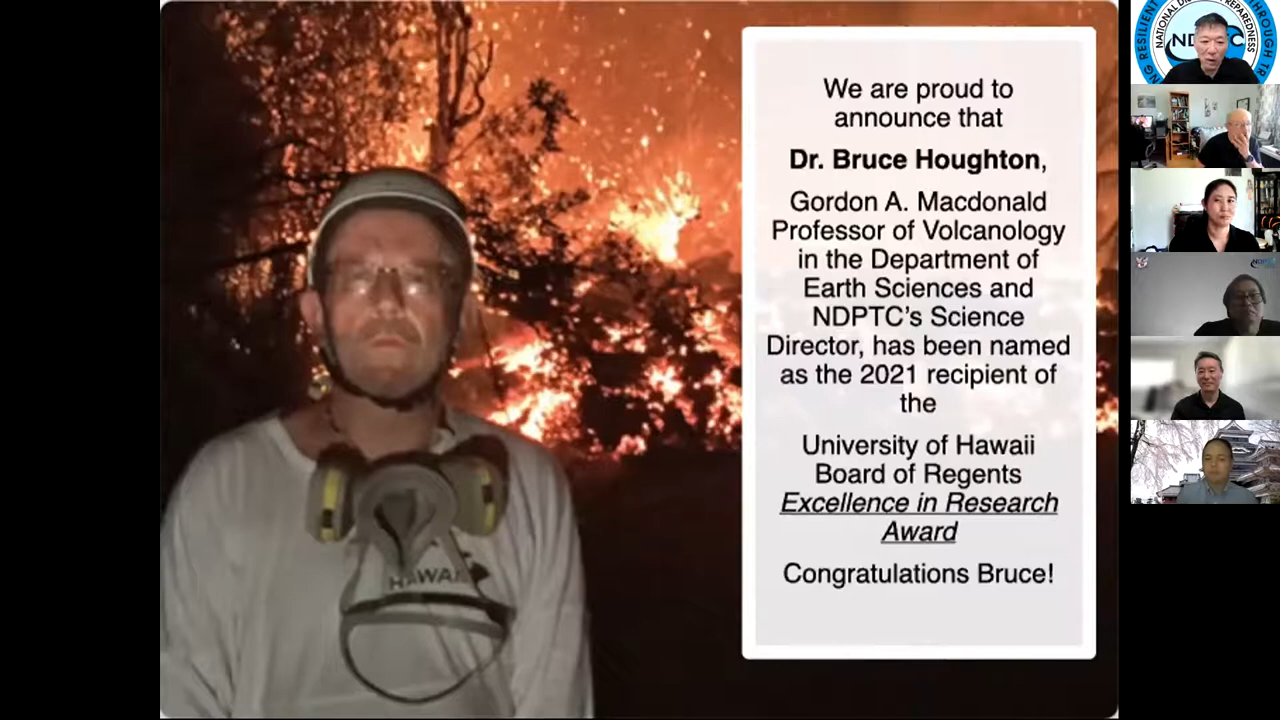 We are proud to
announce that
Dr. Bruce Houghton,
Gordon A. Macdonald
Professor of Volcanology
in the Department of
Earth Sciences and
NDPTC's Science
Director, has been named
as the 2021 recipient of
the
University of Hawaii
Board of Regents
Excellence in Research
Award
Congratulations Bruce!
HAWAI